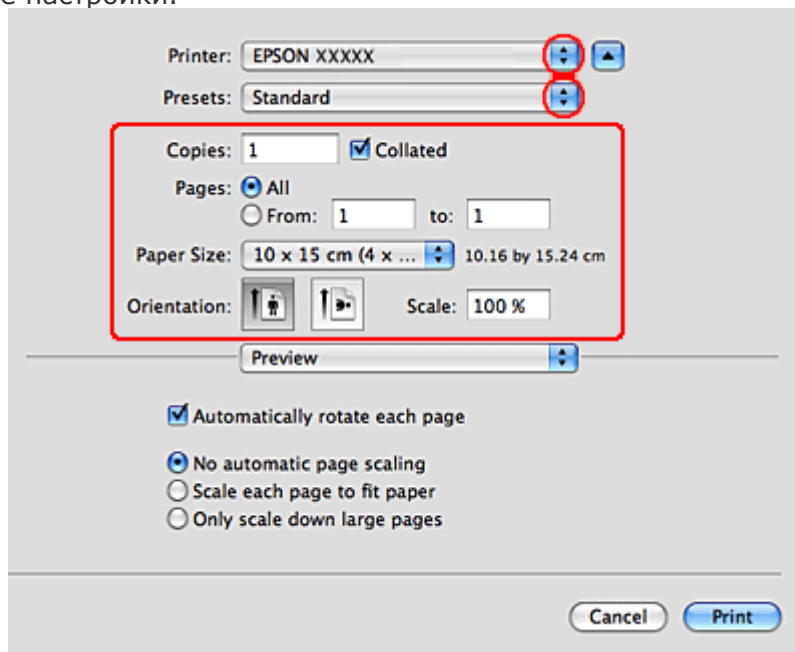 е настройки.
Printer: EPSON XXXXX
Presets: Standard
Copies: 1 Collated
Pages: All
From: 1 to: 1
Paper Size: 10 x 15 cm (4 x ... 10.16 by 15.24 cm
Orientation: Scale: 100 %
Preview
Automatically rotate each page
No automatic page scaling
Scale each page to fit paper
Only scale down large pages
Cancel Print